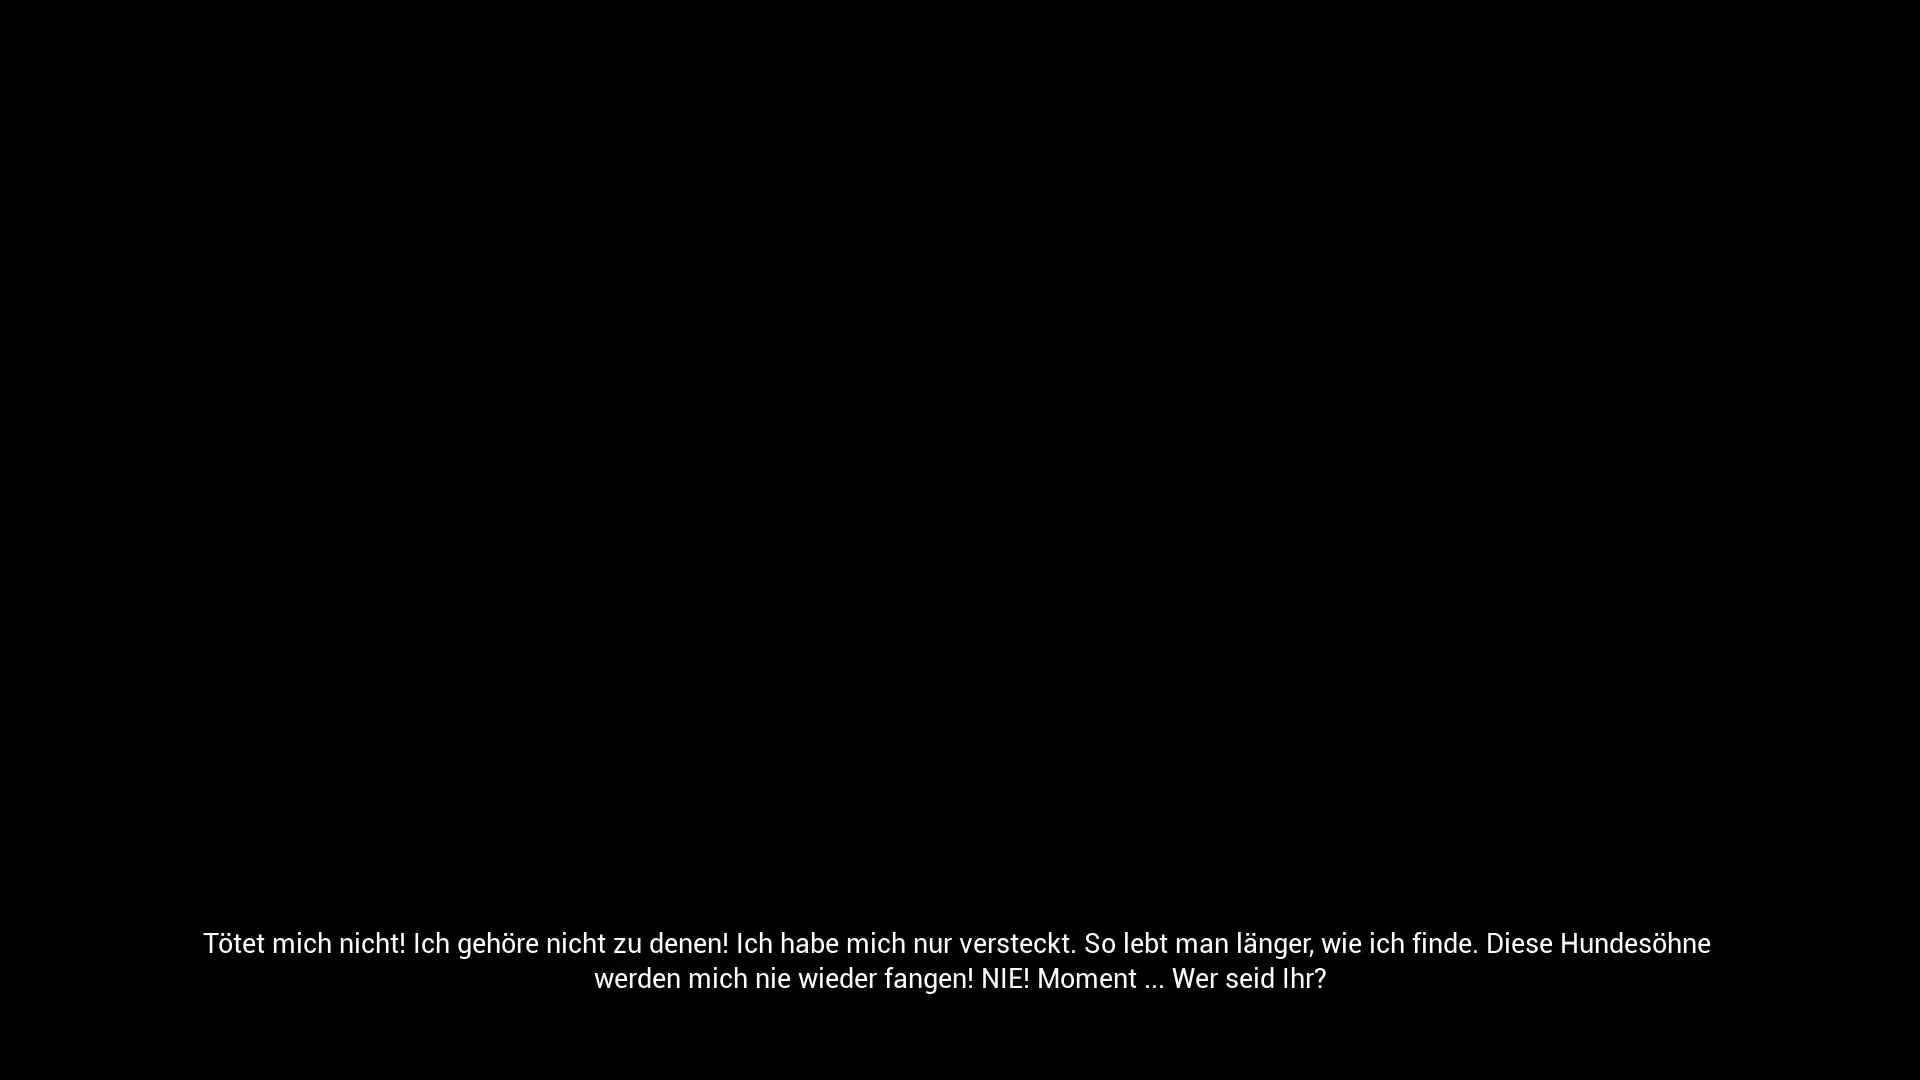 Tötet mich nicht! Ich gehöre nicht zu denen! Ich habe mich nur versteckt. So lebt man länger, wie ich finde. Diese Hundesöhne
werden mich nie wieder fangen! NIE! Moment ... Wer seid Ihr?